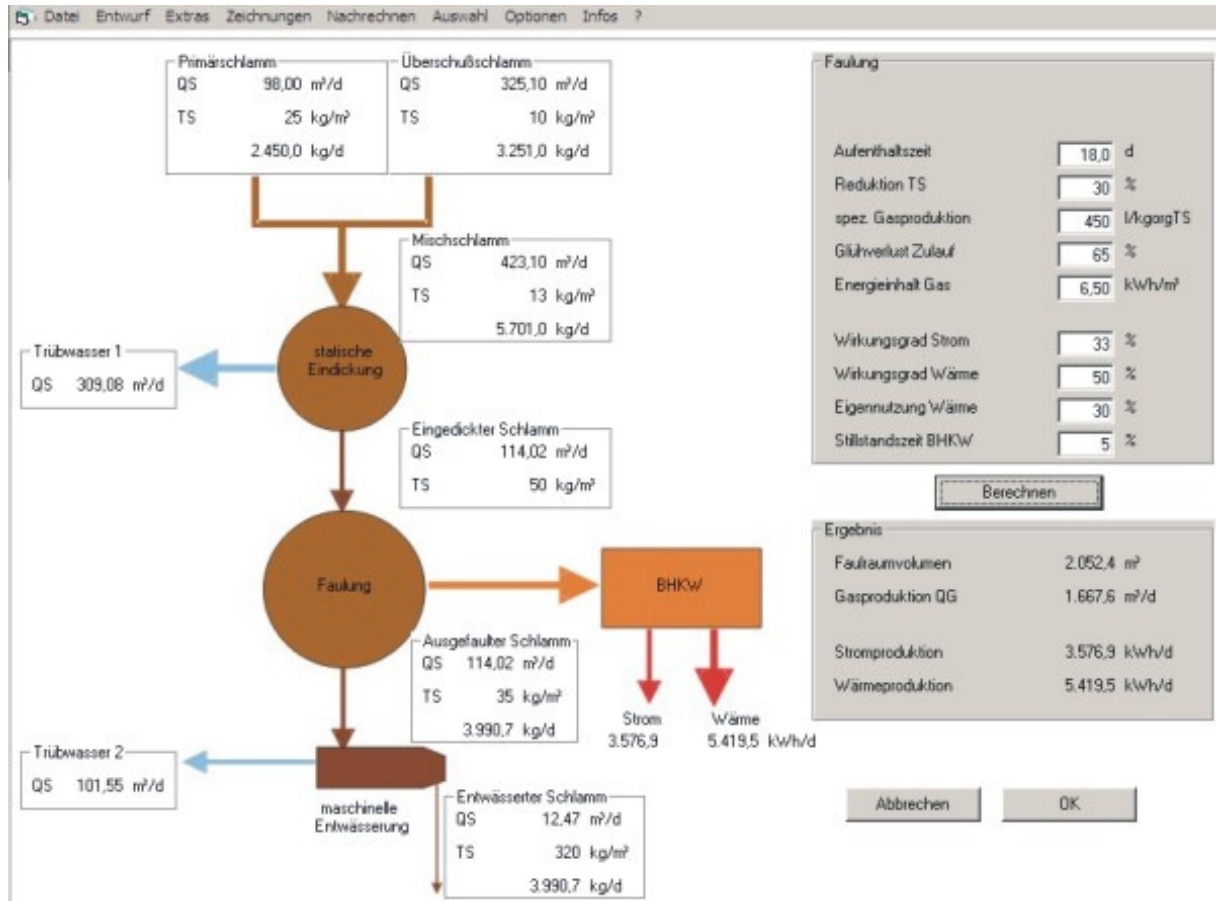 Datei Entwurf Extras Zeichnungen Nachrechnen Auswahl Optionen Infos ?
Primärschlamm
QS 98,00 m³/d
TS 25 kg/m³
2.450,0 kg/d
Überschußschlamm
QS 325,10 m³/d
TS 10 kg/m³
3.251,0 kg/d
Mischschlamm
QS 423,10 m³/d
TS 13 kg/m³
5.701,0 kg/d
statische
Eindickung
Trübwasser 1
QS 309,08 m³/d
Eingedickter Schlamm
QS 114,02 m³/d
TS 50 kg/m³
Faulung
BHKW
Ausgefaulter Schlamm
QS 114,02 m³/d
TS 35 kg/m³
3.990,7 kg/d
Strom
3.576,9
Wärme
5.419,5 kWh/d
Trübwasser 2
QS 101,55 m³/d
maschinelle
Entwässerung
Entwässerter Schlamm
QS 12,47 m³/d
TS 320 kg/m³
3.990,7 kg/d
Faulung
Aufenthaltszeit 18,0 d
Reduktion TS 30 %
spez. Gasproduktion 450 l/kgorgTS
Glühverlust Zulauf 65 %
Energieinhalt Gas 6,50 kWh/m³
Wirkungsgrad Strom 33 %
Wirkungsgrad Wärme 50 %
Eigennutzung Wärme 30 %
Stillstandszeit BHKW 5 %
Berechnen
Ergebnis
Faulraumvolumen 2.052,4 m³
Gasproduktion QG 1.667,6 m³/d
Stromproduktion 3.576,9 kWh/d
Wärmeproduktion 5.419,5 kWh/d
Abbrechen
OK